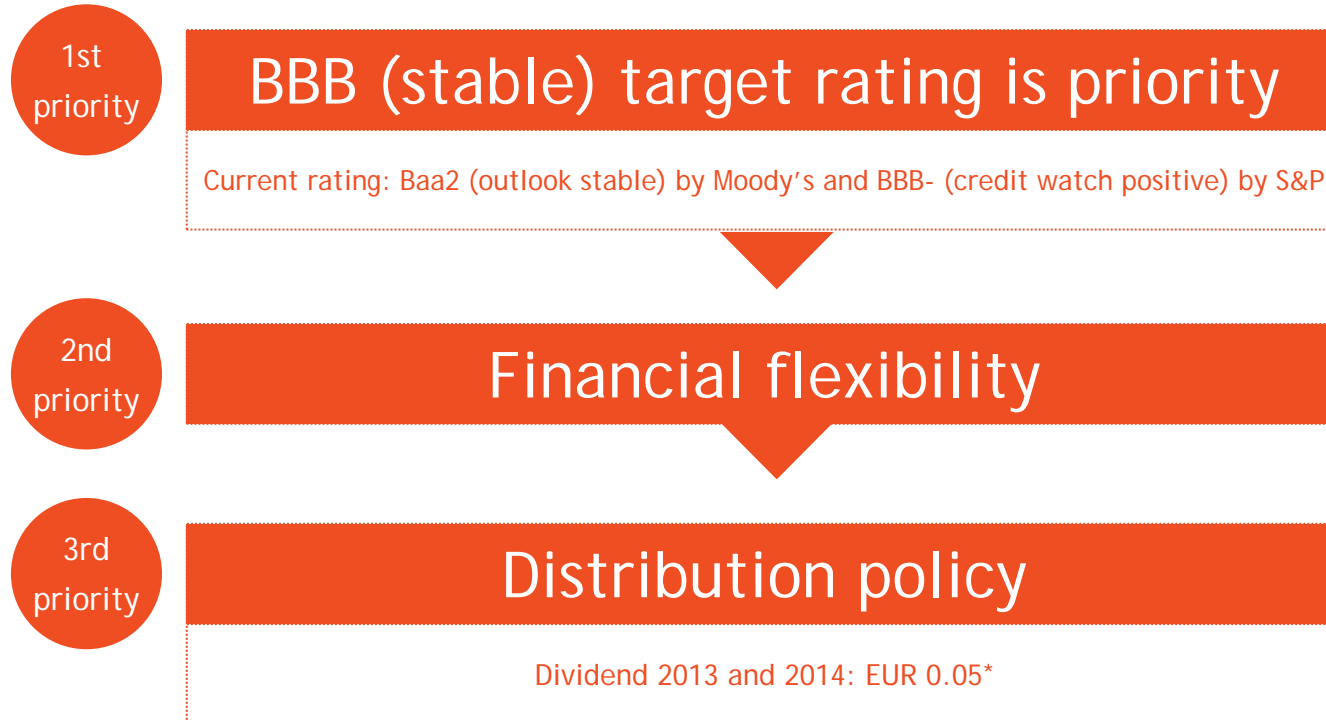 1st
priority
BBB (stable) target rating is priority
Current rating: Baa2 (outlook stable) by Moody's and BBB- (credit watch positive) by S&P
2nd
priority
Financial flexibility
3rd
priority
Distribution policy
Dividend 2013 and 2014: EUR 0.05*